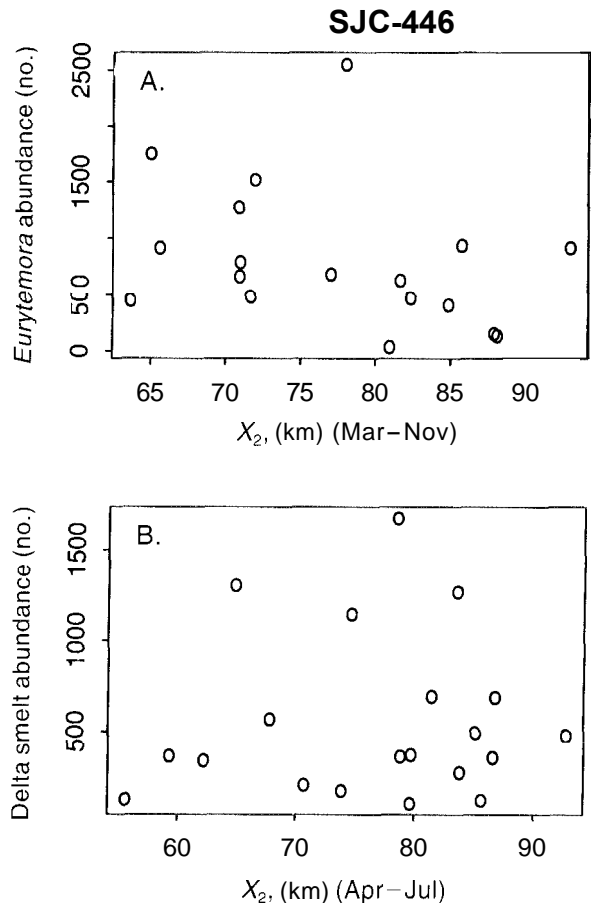 SJC-446
A.
Eurytemora abundance (no.)
2500
1500
500
0
65 70 75 80 85 90
X2, (km) (Mar–Nov)
B.
Delta smelt abundance (no.)
1500
1000
500
60 70 80 90
X2, (km) (Apr–Jul)